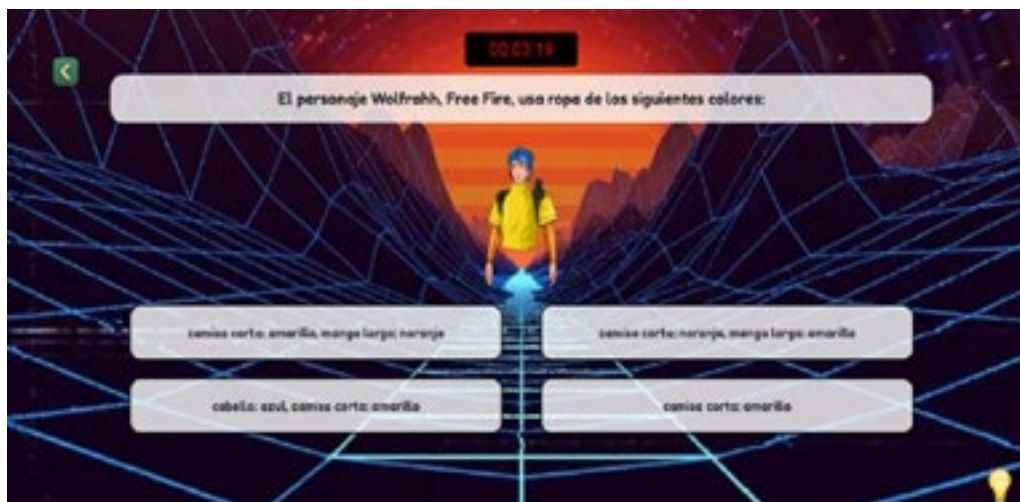 00:03:19
El personaje Wolfrahh, Free Fire, usa ropa de los siguientes colores:
camisa corta: amarilla, manga larga: naranja
camisa corta: naranja, manga larga: amarilla
cabello: azul, camisa corta: amarilla
camisa corta: amarilla